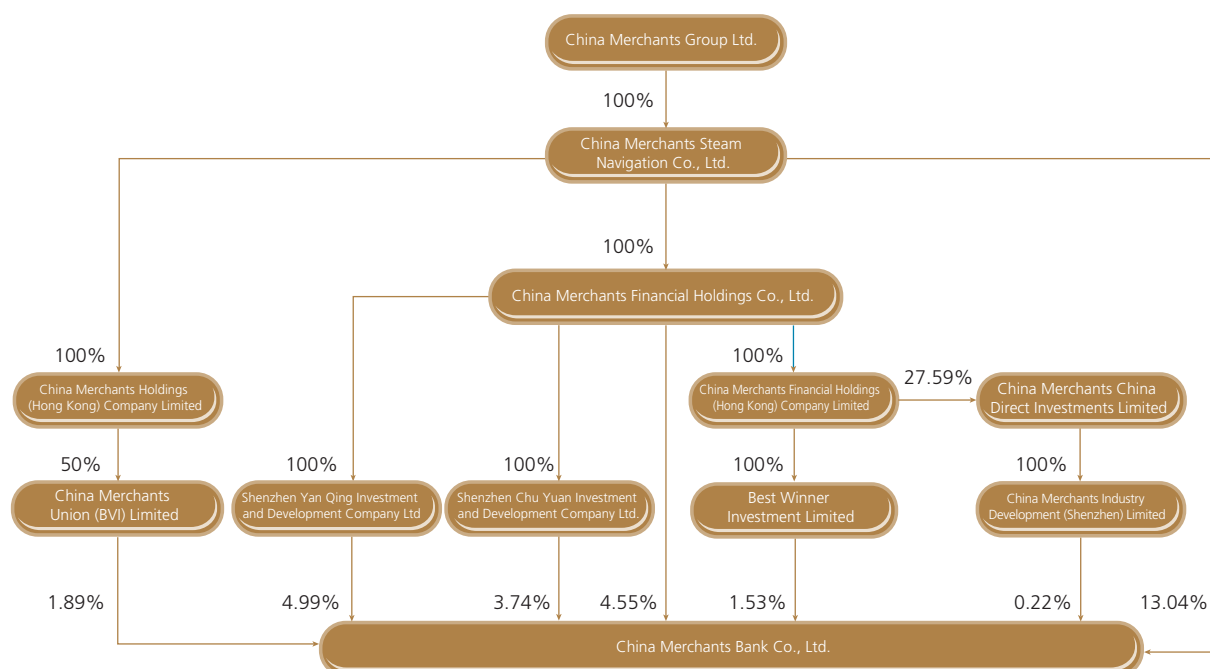 China Merchants Group Ltd.
100%
China Merchants Steam
Navigation Co., Ltd.
100%
China Merchants Financial Holdings Co., Ltd.
100%
100%
27.59%
China Merchants Holdings
(Hong Kong) Company Limited
China Merchants Financial Holdings
(Hong Kong) Company Limited
China Merchants China
Direct Investments Limited
50%
100%
100%
100%
100%
China Merchants
Union (BVI) Limited
Shenzhen Yan Qing Investment
and Development Company Ltd
Shenzhen Chu Yuan Investment
and Development Company Ltd.
Best Winner
Investment Limited
China Merchants Industry
Development (Shenzhen) Limited
1.89%
4.99%
3.74%
4.55%
1.53%
0.22%
13.04%
China Merchants Bank Co., Ltd.